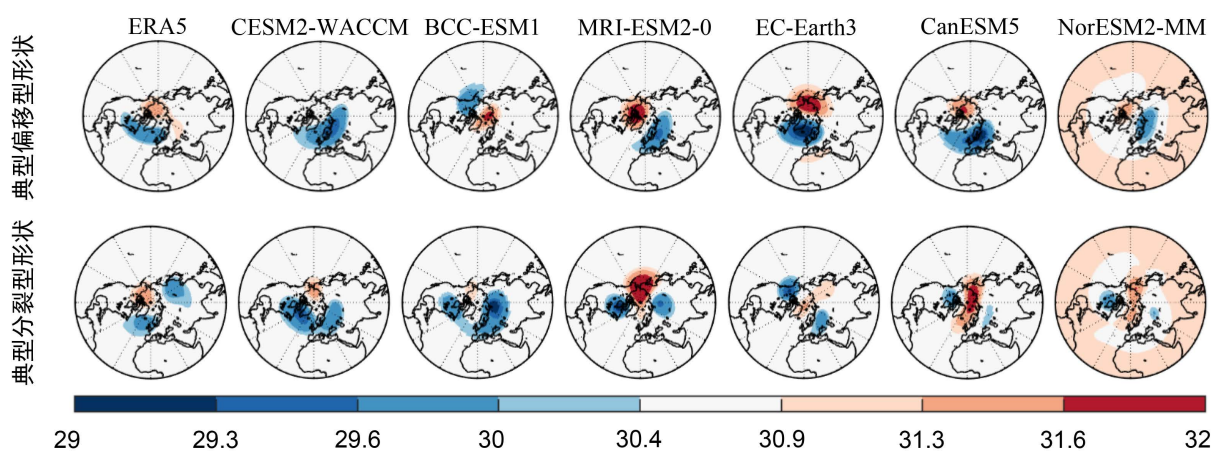 ERA5 CESM2-WACCM BCC-ESM1 MRI-ESM2-0 EC-Earth3 CanESM5 NorESM2-MM
典型偏移型形状
典型分裂型形状
29 29.3 29.6 30 30.4 30.9 31.3 31.6 32